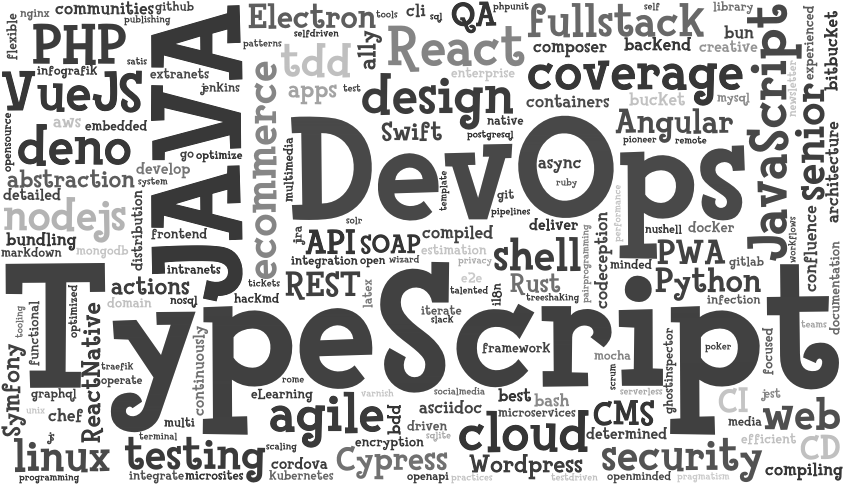 nginx
communities
github
publishing
flexible
PHP
infografik
satis
extranets
VueJS
jenkins
JAVA
Electron
selfdriven
patterns
tools
cli
sql
QA
phpunit
fullstack
self
library
creative
bun
experienced
bitbucket
JavaScript
newsletter
ally
React
composer
backend
enterprise
tdd
apps
test
design
coverage
containers
bucket
mysql
native
postgresql
Swift
Angular
pioneer
remote
senior
architecture
opensource
aws
embedded
deno
go
optimize
abstraction
develop
system
detailed
nodejs
bundling
mongodb
markdown
distribution
frontend
intranets
ecommerce
multimedia
DevOps
template
async
ruby
git
pipelines
performance
solr
jra
API
SOAP
compiled
deliver
nushell
docker
integration
open
wizard
estimation
privacy
shell
codeception
minded
PWA
gitlab
workflows
confluence
documentation
actions
domain
nosql
tickets
hackmd
REST
latex
e2e
talented
i18n
Rust
treeshaking
pairprogramming
Python
infection
teams
iterate
slack
TypeScript
tooling
functional
optimized
ReactNative
traefik
operate
continuously
framework
mocha
scrum
serverless
ghostinspector
poker
focused
Symfony
graphql
unix
chef
js
multi
terminal
rome
eLearning
varnish
socialmedia
agile
bdd
asciidoc
best
bash
microservices
CMS
CI
jest
media
web
linux
programming
testing
integrate
microsites
scaling
cordova
Kubernetes
encryption
driven
sqlite
Cypress
openapi
practices
cloud
Wordpress
testdriven
determined
security
openminded
pragmatism
efficient
CD
compiling